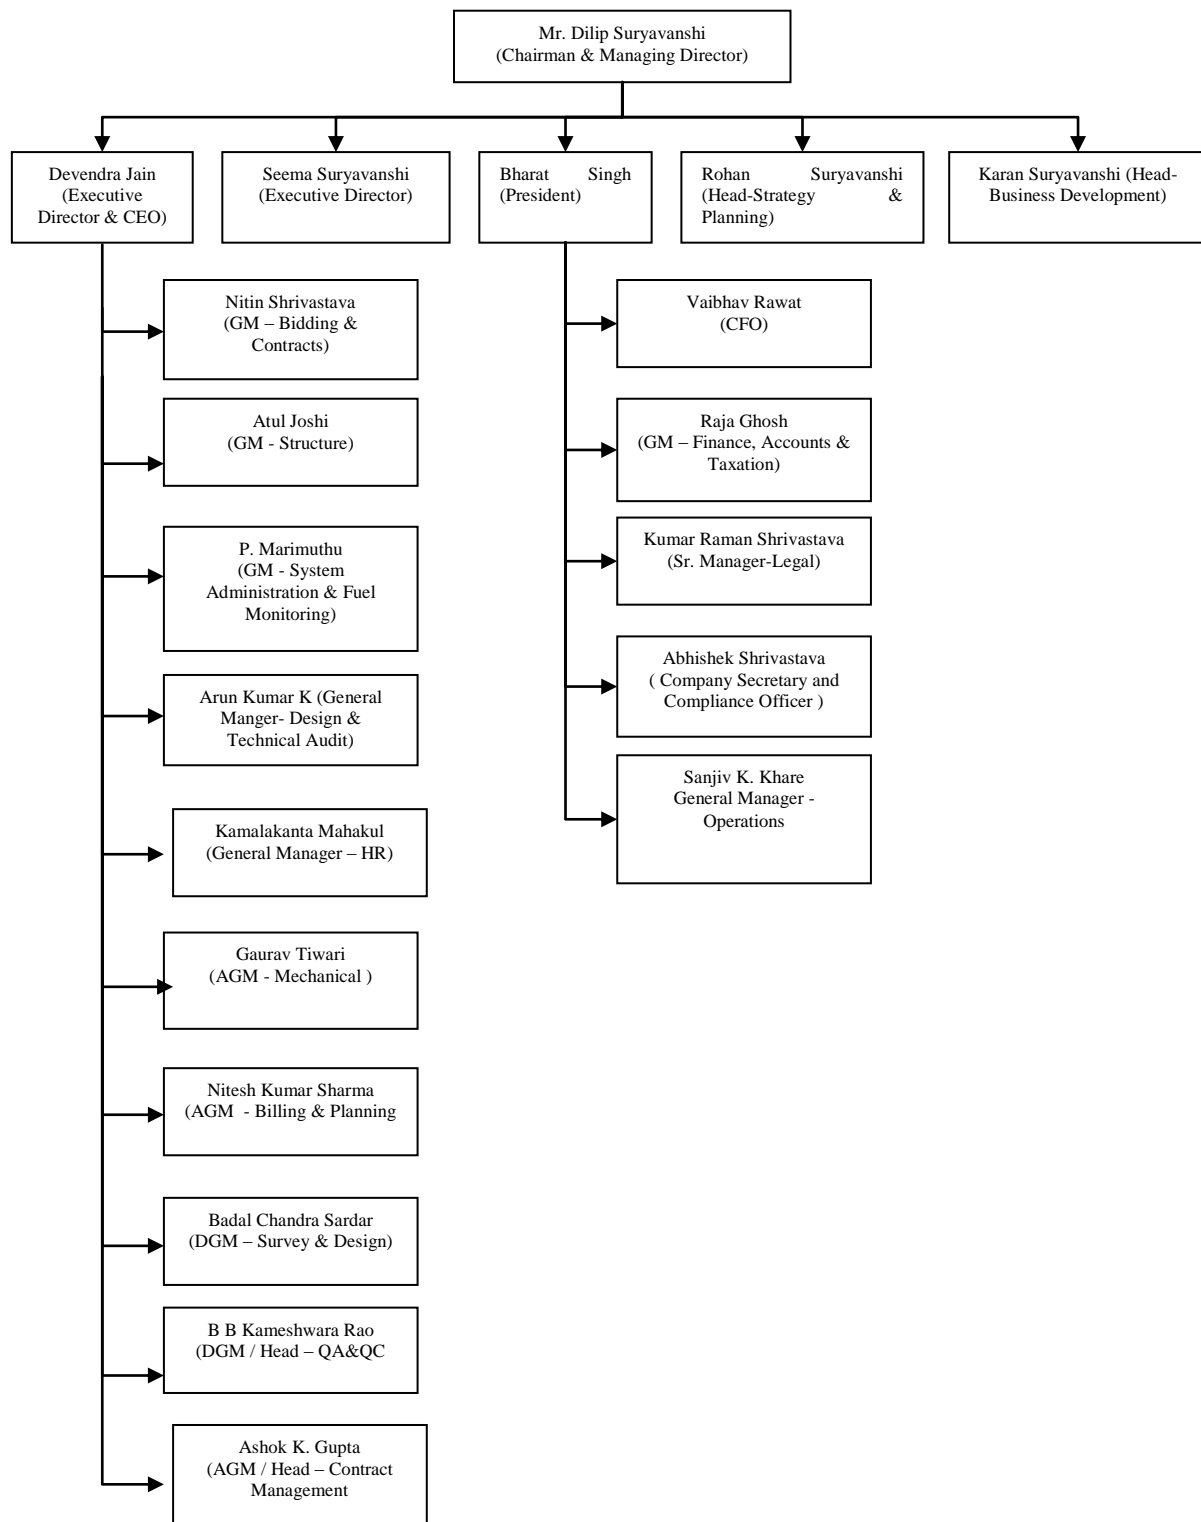 Mr. Dilip Suryavanshi
(Chairman & Managing Director)
Devendra Jain
(Executive
Director & CEO)
Seema Suryavanshi
(Executive Director)
Bharat Singh
(President)
Rohan Suryavanshi
(Head-Strategy &
Planning)
Karan Suryavanshi (Head-
Business Development)
Nitin Shrivastava
(GM – Bidding &
Contracts)
Atul Joshi
(GM - Structure)
P. Marimuthu
(GM - System
Administration & Fuel
Monitoring)
Arun Kumar K (General
Manger- Design &
Technical Audit)
Kamalakanta Mahakul
(General Manager – HR)
Gaurav Tiwari
(AGM - Mechanical )
Nitesh Kumar Sharma
(AGM - Billing & Planning
Badal Chandra Sardar
(DGM – Survey & Design)
B B Kameshwara Rao
(DGM / Head – QA&QC
Ashok K. Gupta
(AGM / Head – Contract
Management
Vaibhav Rawat
(CFO)
Raja Ghosh
(GM – Finance, Accounts &
Taxation)
Kumar Raman Shrivastava
(Sr. Manager-Legal)
Abhishek Shrivastava
( Company Secretary and
Compliance Officer )
Sanjiv K. Khare
General Manager -
Operations